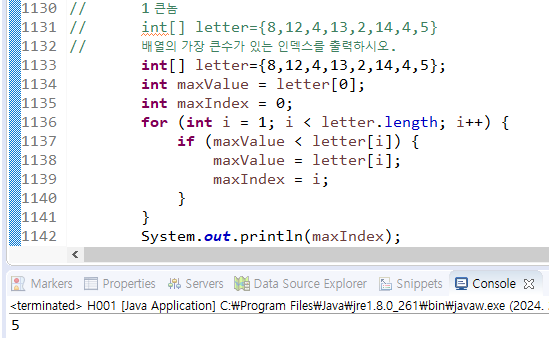 1130 // 1 큰놈
1131 // int[] letter={8,12,4,13,2,14,4,5}
1132 // 배열의 가장 큰수가 있는 인덱스를 출력하시오.
1133 int[] letter={8,12,4,13,2,14,4,5};
1134 int maxValue = letter[0];
1135 int maxIndex = 0;
1136 for (int i = 1; i < letter.length; i++) {
1137 if (maxValue < letter[i]) {
1138 maxValue = letter[i];
1139 maxIndex = i;
1140 }
1141 }
1142 System.out.println(maxIndex);
Markers Properties Servers Data Source Explorer Snippets Console
<terminated> H001 [Java Application] C:₩Program Files₩Java₩jre1.8.0_261₩bin₩javaw.exe (2024.
5